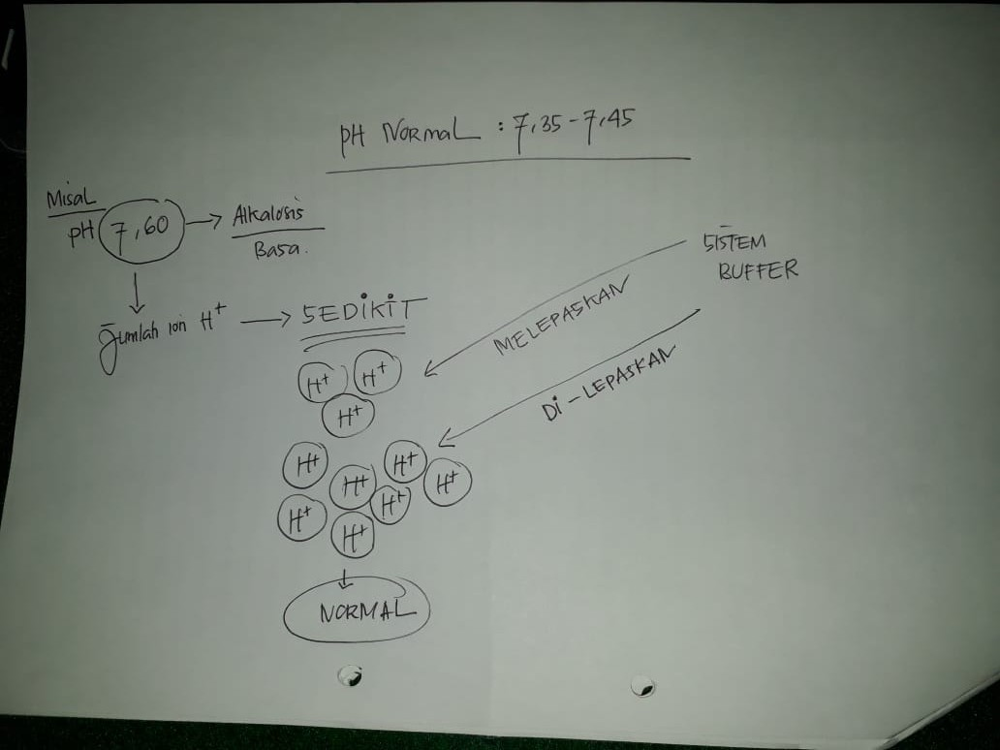 pH NORMAL : 7,35 - 7,45
Misal
pH 7,60 → Alkalosis
Basa.
Jumlah ion H⁺ → SEDIKIT
SISTEM
BUFFER
MELEPASKAN
Di-LEPASKAN
H⁺ H⁺
H⁺
H⁺ H⁺
H⁺ H⁺
H⁺ H⁺
H⁺
NORMAL